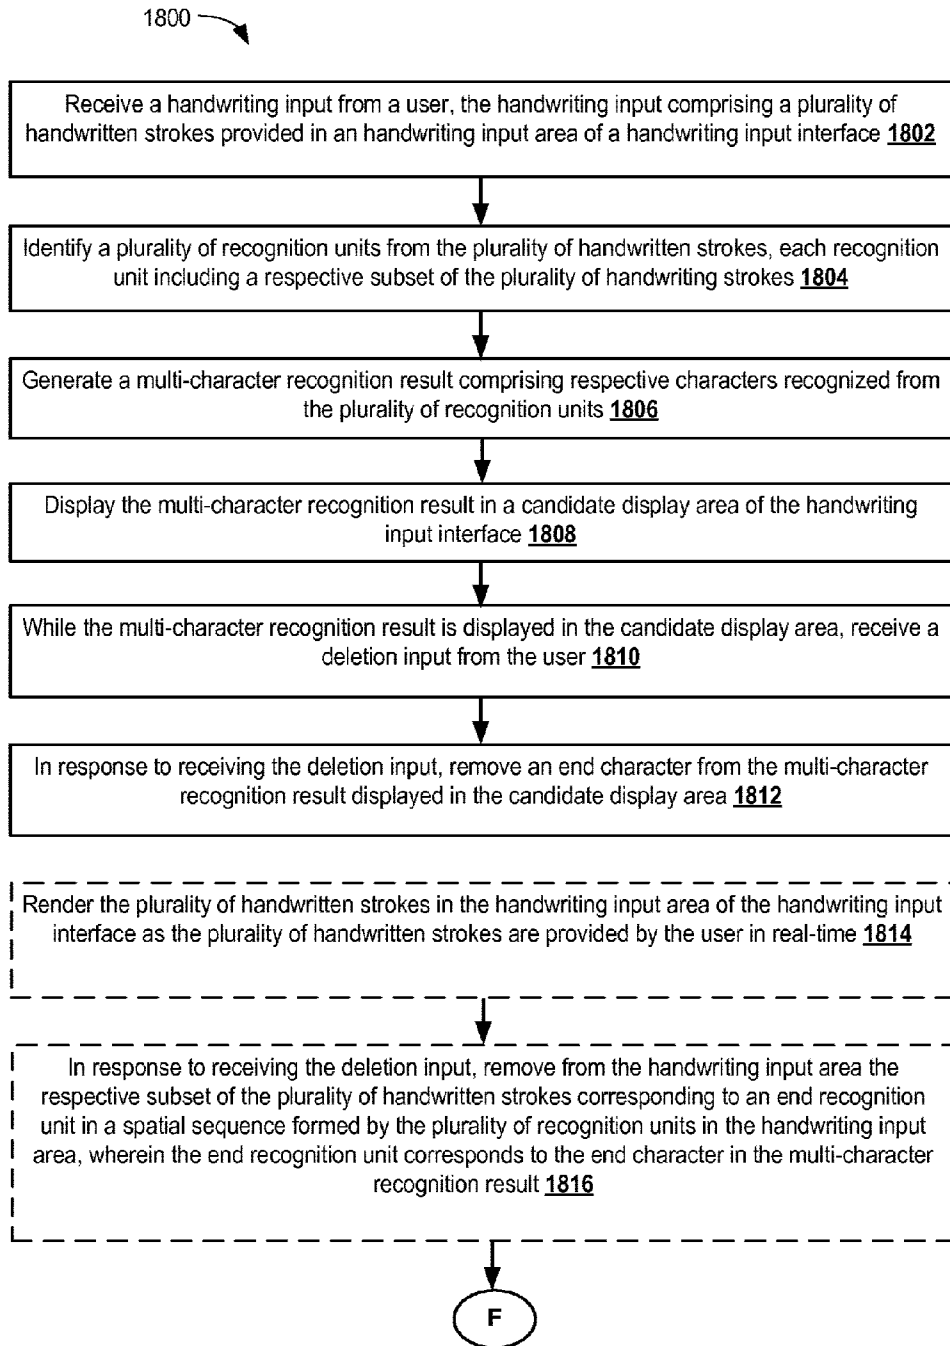 1800
Receive a handwriting input from a user, the handwriting input comprising a plurality of
handwritten strokes provided in an handwriting input area of a handwriting input interface 1802
Identify a plurality of recognition units from the plurality of handwritten strokes, each recognition
unit including a respective subset of the plurality of handwriting strokes 1804
Generate a multi-character recognition result comprising respective characters recognized from
the plurality of recognition units 1806
Display the multi-character recognition result in a candidate display area of the handwriting
input interface 1808
While the multi-character recognition result is displayed in the candidate display area, receive a
deletion input from the user 1810
In response to receiving the deletion input, remove an end character from the multi-character
recognition result displayed in the candidate display area 1812
Render the plurality of handwritten strokes in the handwriting input area of the handwriting input
interface as the plurality of handwritten strokes are provided by the user in real-time 1814
In response to receiving the deletion input, remove from the handwriting input area the
respective subset of the plurality of handwritten strokes corresponding to an end recognition
unit in a spatial sequence formed by the plurality of recognition units in the handwriting input
area, wherein the end recognition unit corresponds to the end character in the multi-character
recognition result 1816
F